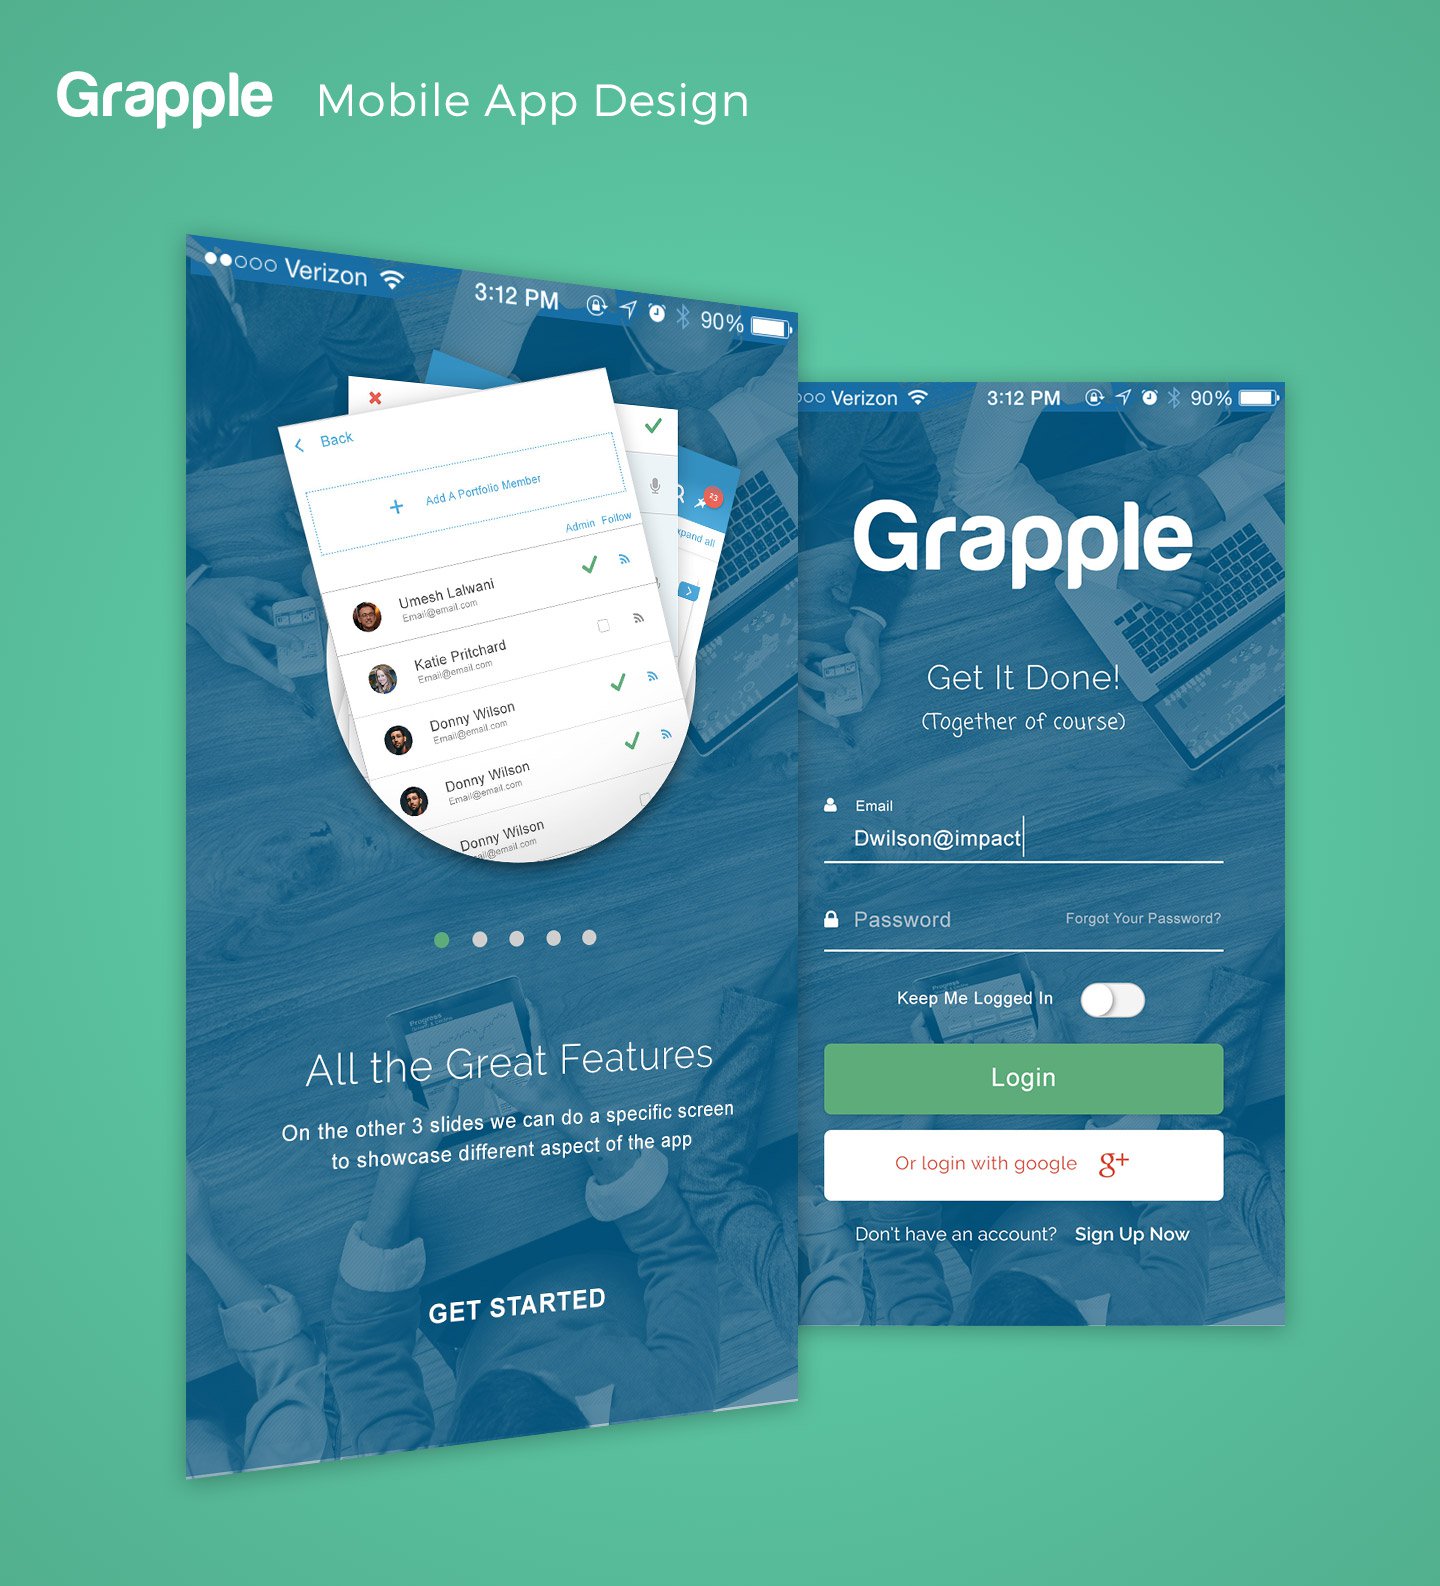 Grapple Mobile App Design
Verizon 3:12 PM 90%
Back
Add A Portfolio Member
Admin Follow
Umesh Lalwani
Email@email.com
Katie Pritchard
Email@email.com
Donny Wilson
Email@email.com
Donny Wilson
Email@email.com
Donny Wilson
Email@email.com
23
xpand all
Progress
All the Great Features
On the other 3 slides we can do a specific screen
to showcase different aspect of the app
GET STARTED
Verizon 3:12 PM 90%
Grapple
Get It Done!
(Together of course)
Email
Dwilson@impact
Password Forgot Your Password?
Keep Me Logged In
Login
Or login with google g+
Don't have an account? Sign Up Now